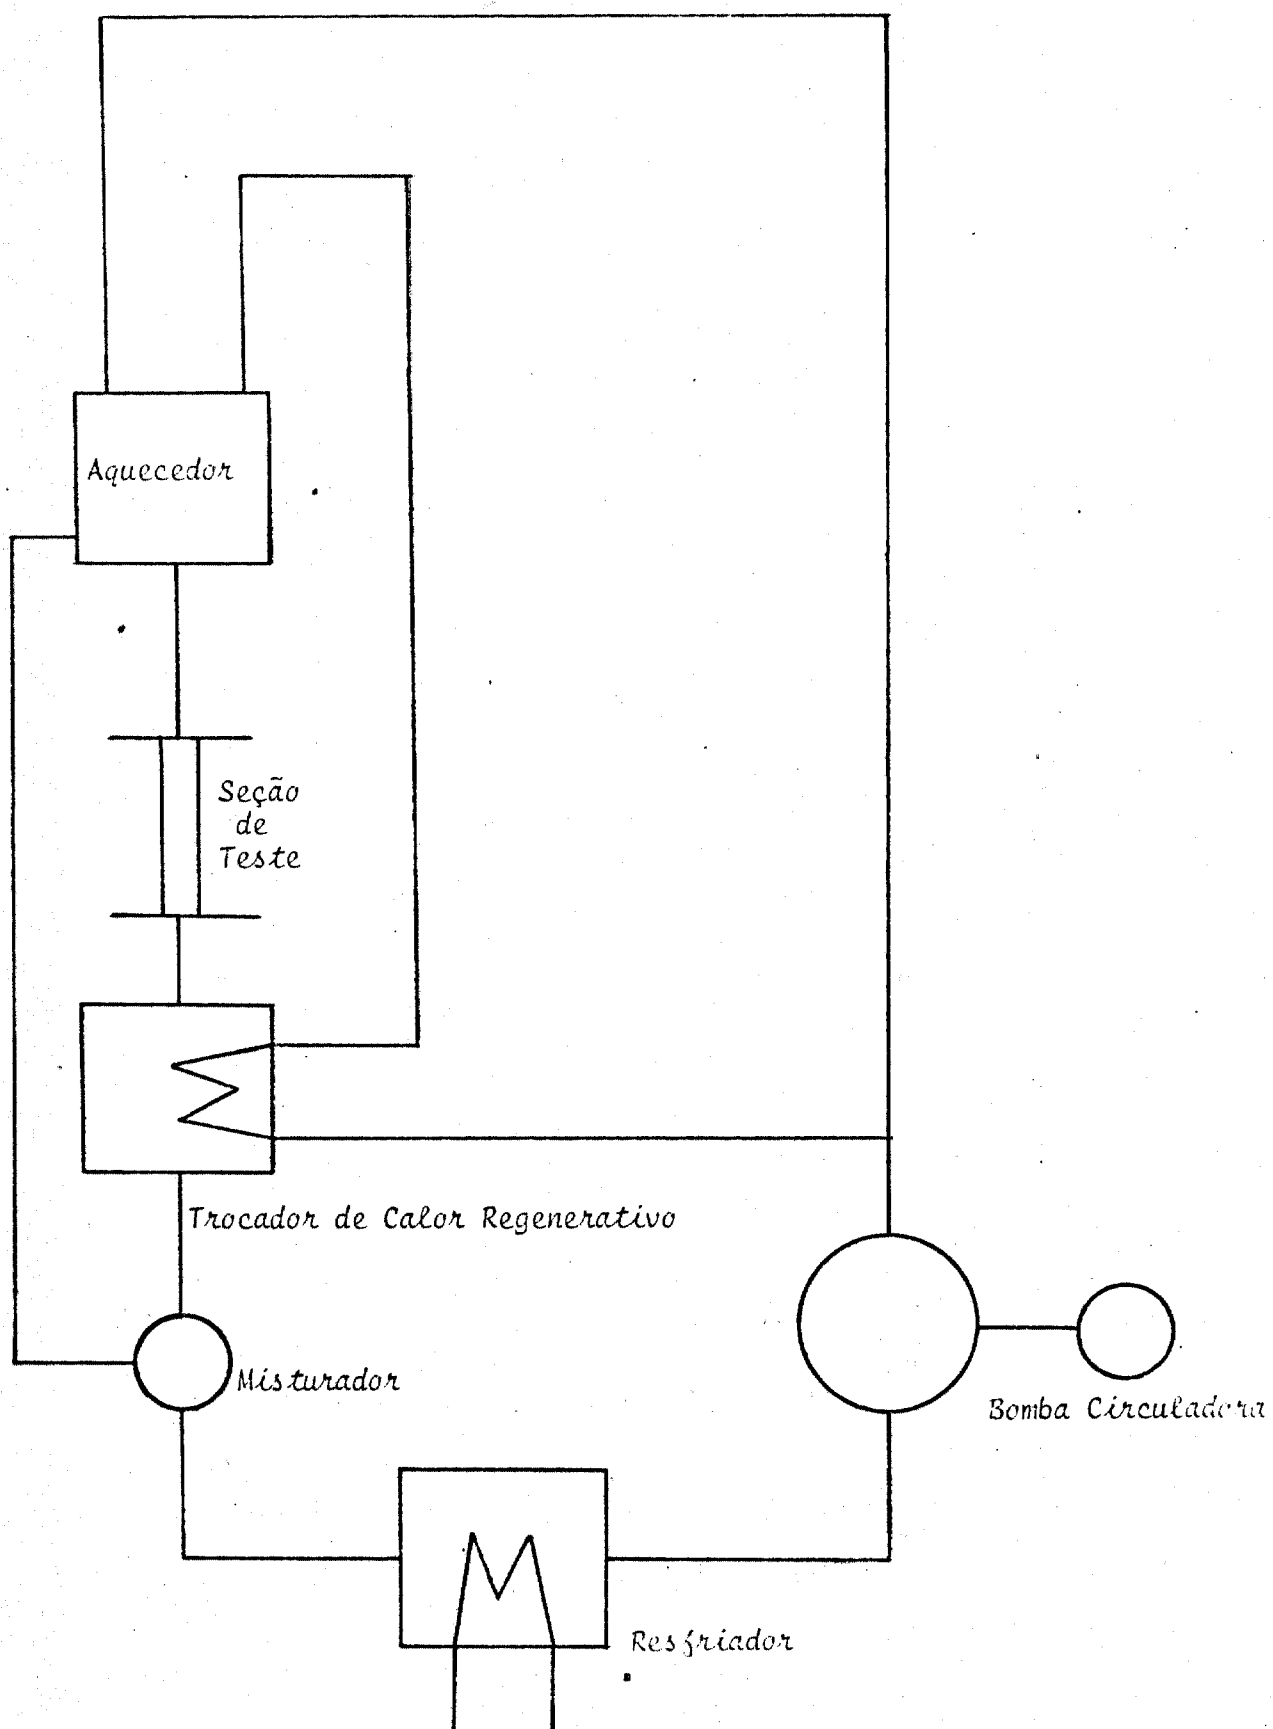 Aquecedor
Seção
de
Teste
Trocador de Calor Regenerativo
Misturador
Bomba Circuladora
Resfriador